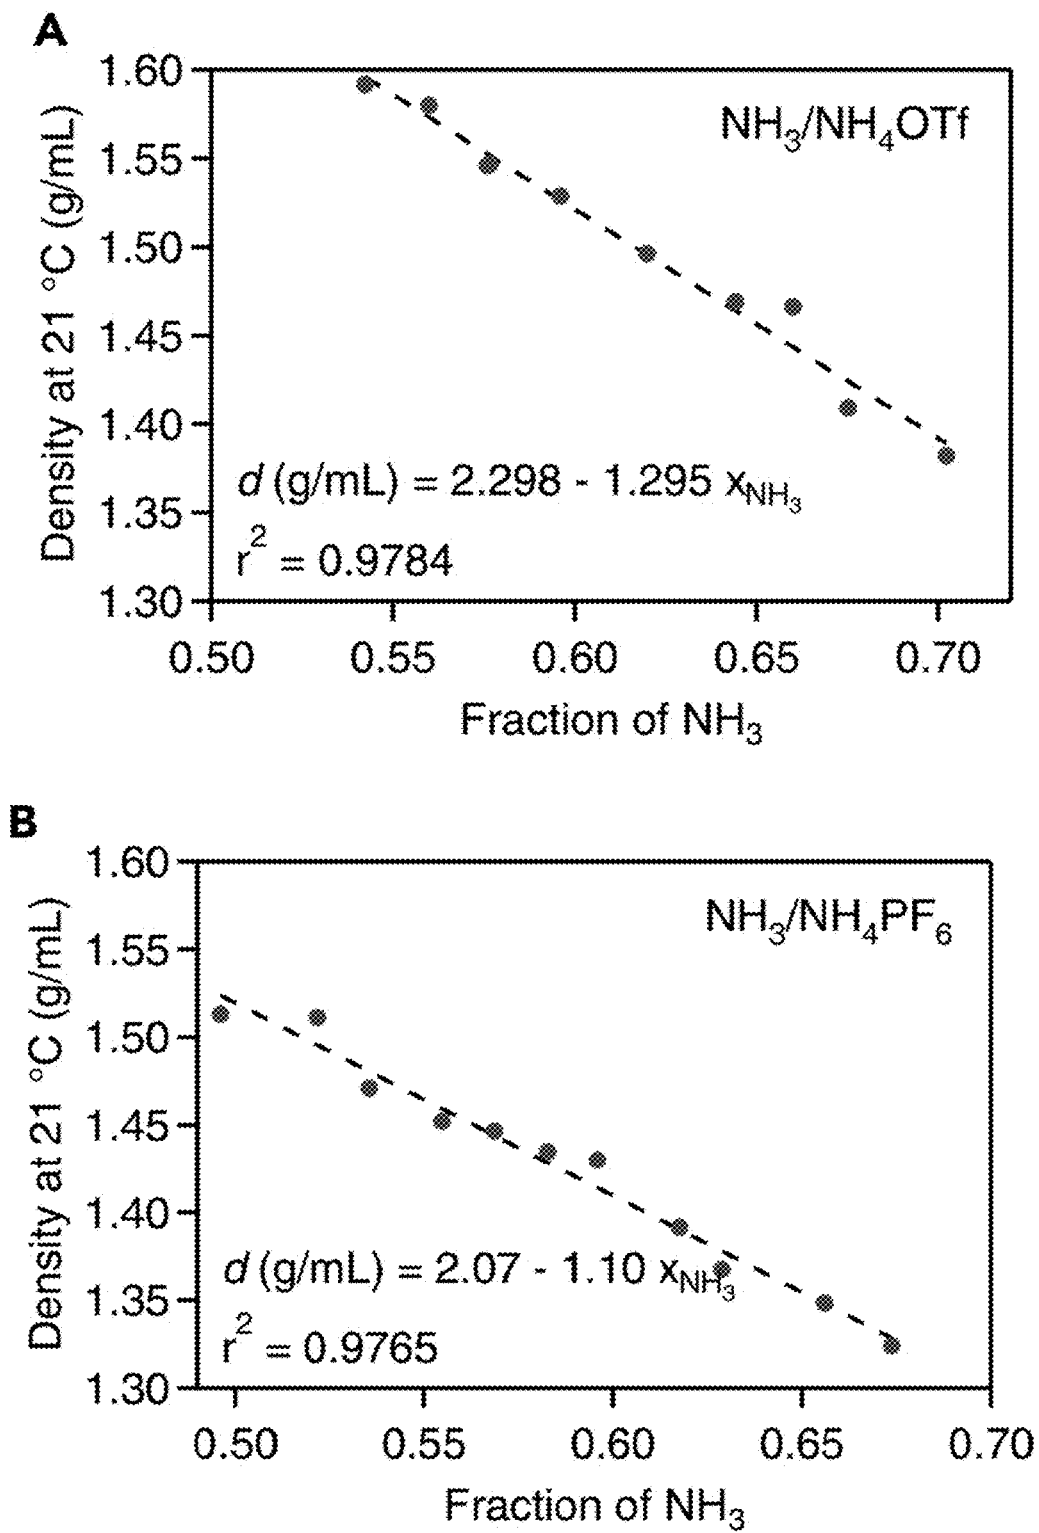 A
1.60
1.55
1.50
1.45
1.40
1.35
1.30
Density at 21 °C (g/mL)
NH₃/NH₄OTf
d (g/mL) = 2.298 - 1.295 xNH₃
r² = 0.9784
0.50 0.55 0.60 0.65 0.70
Fraction of NH₃
B
1.60
1.55
1.50
1.45
1.40
1.35
1.30
Density at 21 °C (g/mL)
NH₃/NH₄PF₆
d (g/mL) = 2.07 - 1.10 xNH₃
r² = 0.9765
0.50 0.55 0.60 0.65 0.70
Fraction of NH₃